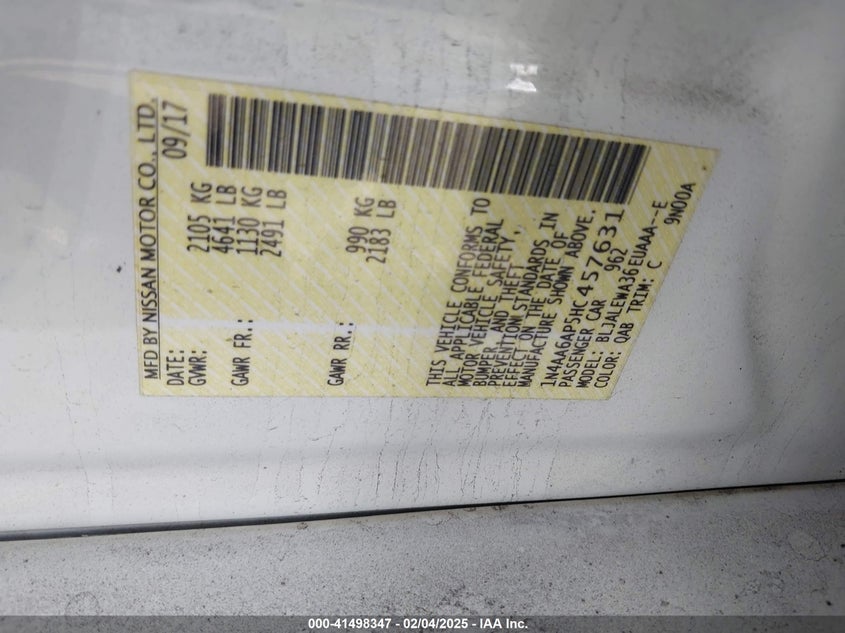 MFD BY NISSAN MOTOR CO., LTD.
DATE: 09/17
GVWR: 2105 KG
4641 LB
GAWR FR.: 1130 KG
2491 LB
GAWR RR.: 990 KG
2183 LB
THIS VEHICLE CONFORMS TO
ALL APPLICABLE FEDERAL
MOTOR VEHICLE SAFETY,
BUMPER, AND THEFT
PREVENTION STANDARDS IN
EFFECT ON THE DATE OF
MANUFACTURE SHOWN ABOVE.
1N4AA6AP5HC457631
PASSENGER CAR 962
MODEL: BLJALEWA36EUAAA--E
COLOR: QAB TRIM: C 9N00A
000-41498347 - 02/04/2025 - IAA Inc.